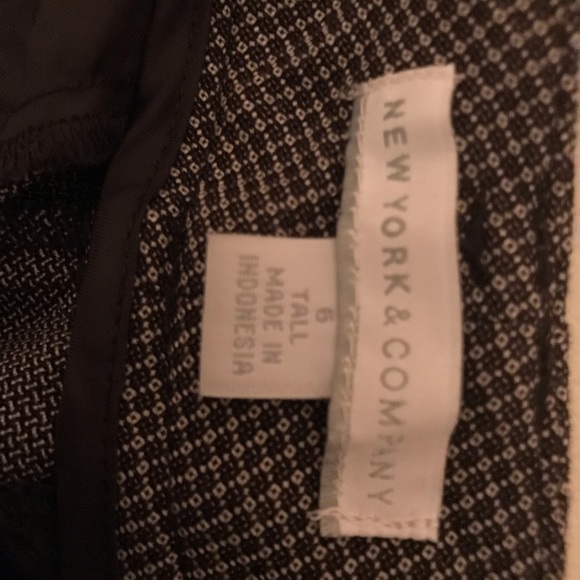 NEW YORK & COMPANY
6
TALL
MADE IN
INDONESIA